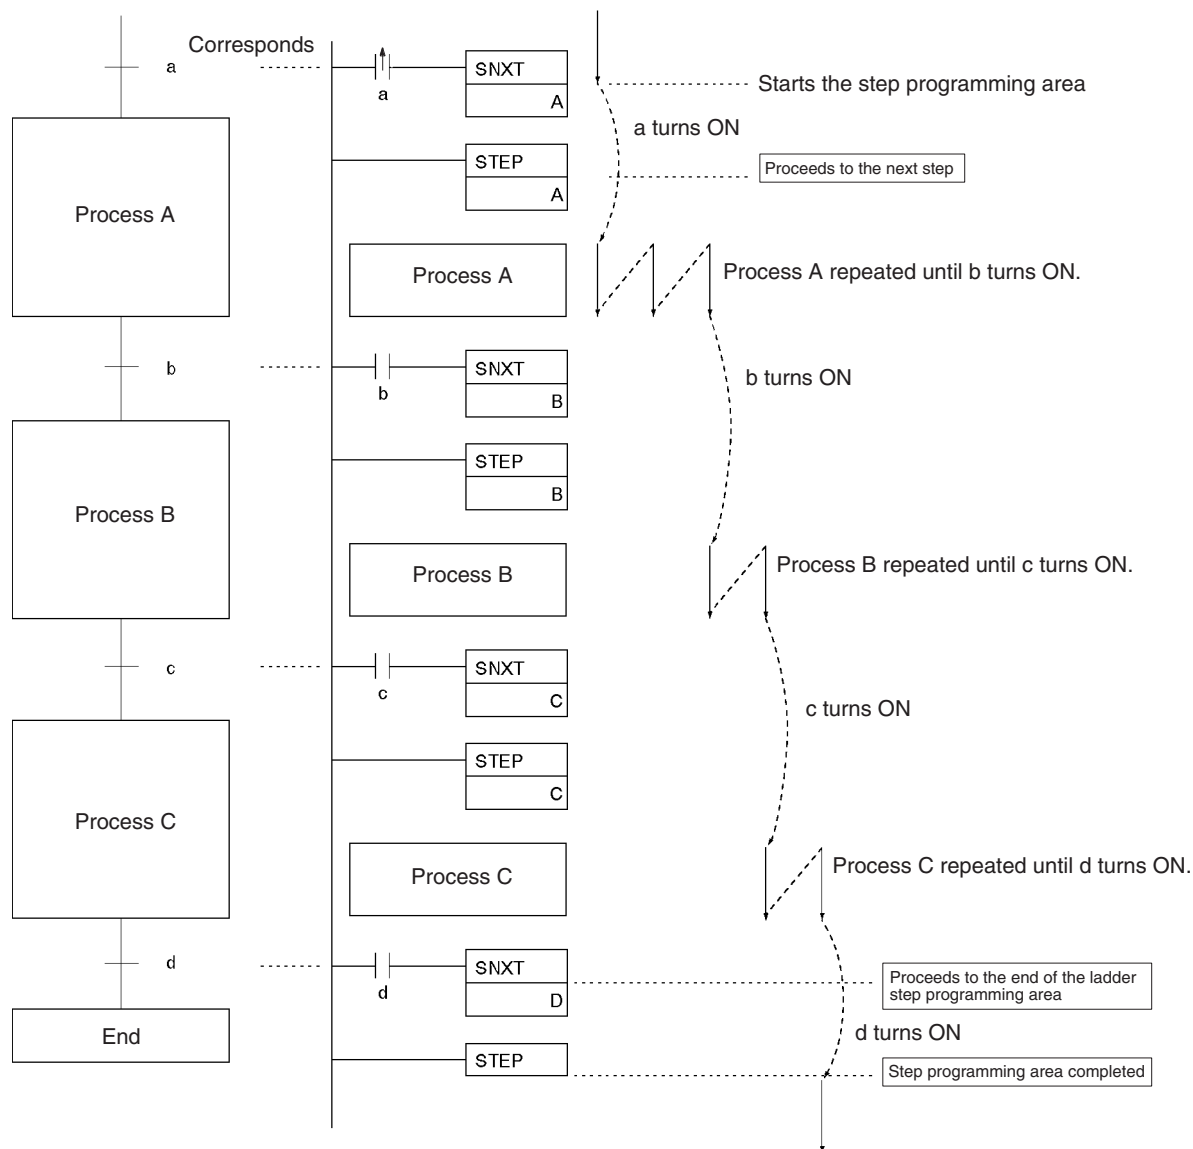 Corresponds
a
a
SNXT
A
Starts the step programming area
a turns ON
STEP
A
Proceeds to the next step
Process A
Process A
Process A repeated until b turns ON.
b
b
SNXT
B
b turns ON
STEP
B
Process B
Process B
Process B repeated until c turns ON.
c
c
SNXT
C
c turns ON
STEP
C
Process C
Process C
Process C repeated until d turns ON.
d
d
SNXT
D
Proceeds to the end of the ladder
step programming area
End
d turns ON
STEP
Step programming area completed